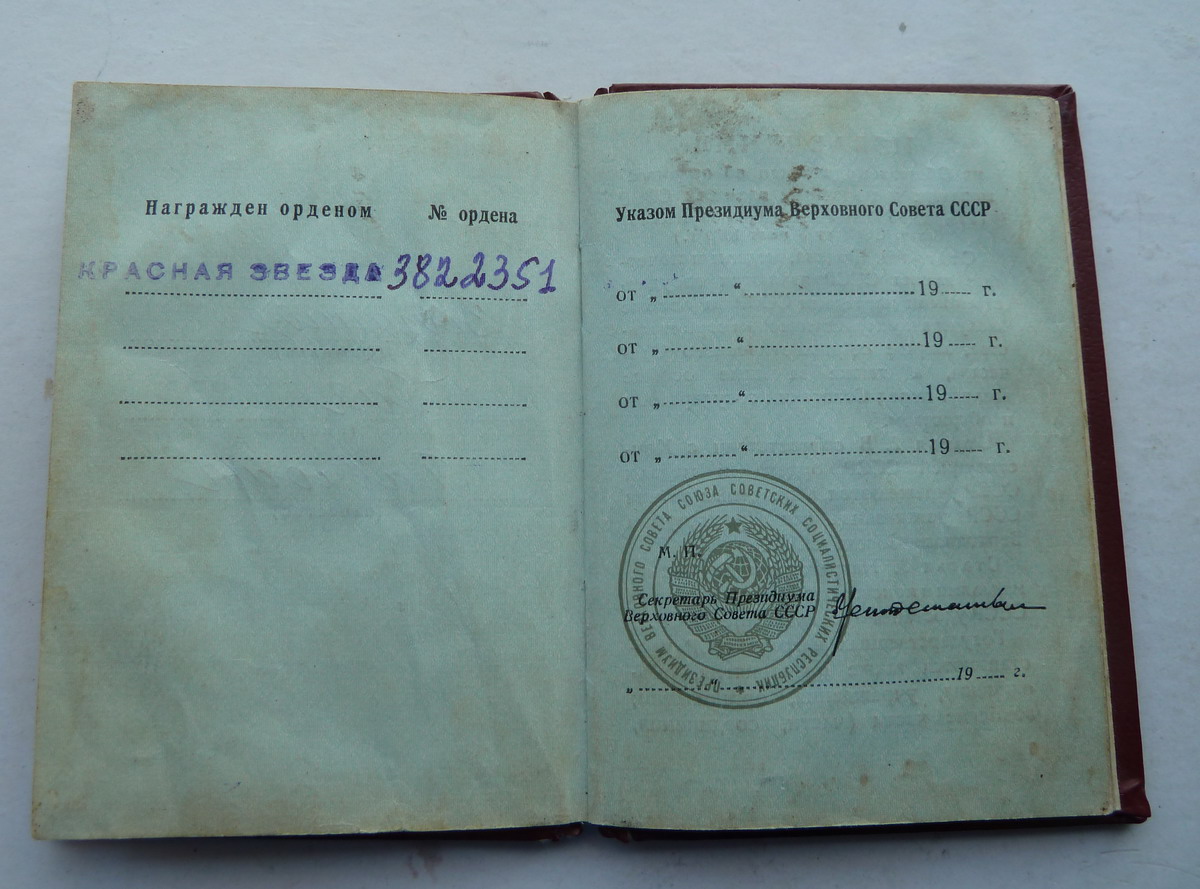 Награжден орденом № ордена
КРАСНАЯ ЗВЕЗДА 3822351
Указом Президиума Верховного Совета СССР
от „ “ 19 г.
от „ “ 19 г.
от „ “ 19 г.
от „ “ 19 г.
ПРЕЗИДИУМ ВЕРХОВНОГО СОВЕТА СОЮЗА СОВЕТСКИХ СОЦИАЛИСТИЧЕСКИХ РЕСПУБЛИК
М. П.
Секретарь Президиума
Верховного Совета СССР
„ “ 19 г.